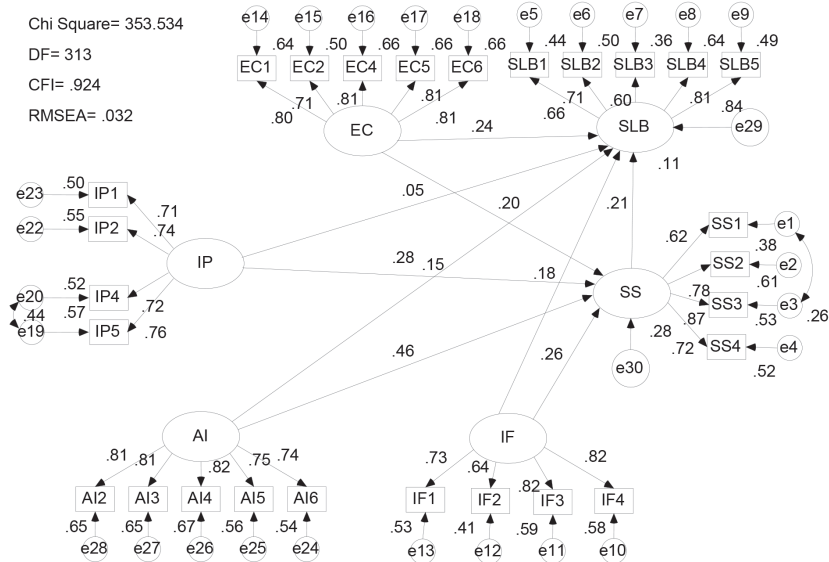 Chi Square= 353.534
DF= 313
CFI= .924
RMSEA= .032
e14 e15 e16 e17 e18
.64 .50 .66 .66 .66
EC1 EC2 EC4 EC5 EC6
.80 .71 .81 .81 .81
EC
e5 e6 e7 e8 e9
.44 .50 .36 .64 .49
SLB1 SLB2 SLB3 SLB4 SLB5
.66 .71 .60 .81 .84
SLB
e29
.11
.24
.05
.20
.21
e23 .50 IP1 .71
e22 .55 IP2 .74
IP
e20 .52 IP4 .72
.44
e19 .57 IP5 .76
.28
.15
.18
.46
.26
SS
.28
e30
.62 SS1 e1
.38
.78 SS2 e2
.61
.87 SS3 e3
.53
.26
.72 SS4 e4
.52
AI
.81 .81 .82 .75 .74
AI2 AI3 AI4 AI5 AI6
.65 .65 .67 .56 .54
e28 e27 e26 e25 e24
IF
.73 .64 .82 .82
IF1 IF2 IF3 IF4
.53 .41 .59 .58
e13 e12 e11 e10